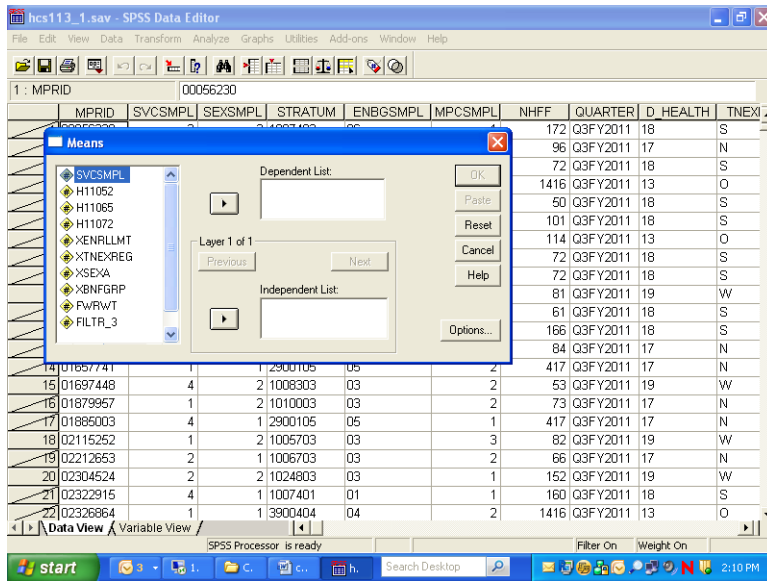 hcs113_1.sav - SPSS Data Editor
File Edit View Data Transform Analyze Graphs Utilities Add-ons Window Help
1 : MPRID 00056230
MPRID SVCSMPL SEXSMPL STRATUM ENBGSMPL MPCSMPL NHFF QUARTER D_HEALTH TNEXI
172 Q3FY2011 18 S
Means
96 Q3FY2011 17 N
SVCSMPL
H11052
H11065
H11072
XENRLLMT
XTNEXREG
XSEXA
XBNFGRP
FWRWT
FILTR_3
Dependent List:
Layer 1 of 1
Previous
Next
Independent List:
OK
Paste
Reset
Cancel
Help
Options...
72 Q3FY2011 18 S
1416 Q3FY2011 13 O
50 Q3FY2011 18 S
101 Q3FY2011 18 S
114 Q3FY2011 13 O
72 Q3FY2011 18 S
72 Q3FY2011 18 S
81 Q3FY2011 19 W
61 Q3FY2011 18 S
166 Q3FY2011 18 S
84 Q3FY2011 17 N
14 01657741 1 1 2900105 05 2 417 Q3FY2011 17 N
15 01697448 4 2 1008303 03 2 53 Q3FY2011 19 W
16 01879957 1 2 1010003 03 2 73 Q3FY2011 17 N
17 01885003 4 1 2900105 05 1 417 Q3FY2011 17 N
18 02115252 1 2 1005703 03 3 82 Q3FY2011 19 W
19 02212653 2 1 1006703 03 2 66 Q3FY2011 17 N
20 02304524 2 2 1024803 03 1 152 Q3FY2011 19 W
21 02322915 4 1 1007401 01 1 160 Q3FY2011 18 S
22 02326864 1 1 3900404 04 2 1416 Q3FY2011 13 O
Data View Variable View
SPSS Processor is ready Filter On Weight On
start 3 1. C. c. h. Search Desktop 2:10 PM